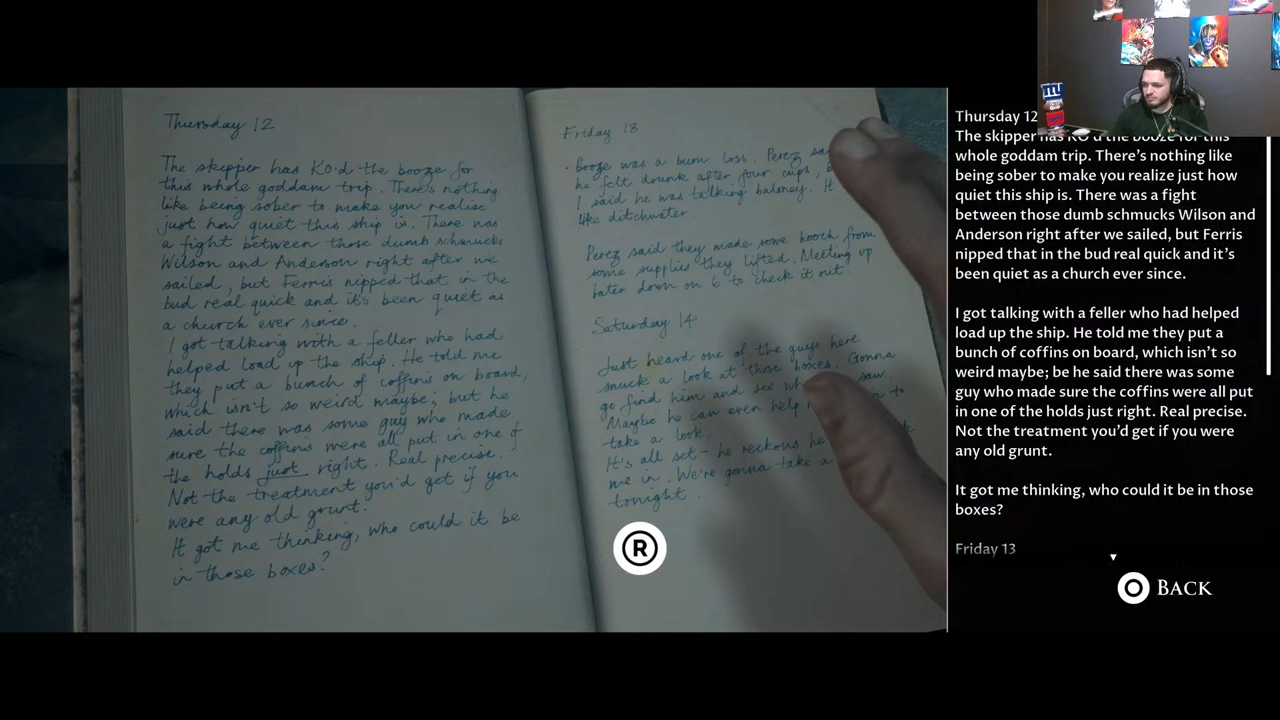 Thursday 12
The skipper has KO'd the booze for
this whole goddam trip. There's nothing
like being sober to make you realise
just how quiet this ship is. There was
a fight between those dumb schmucks
Wilson and Anderson right after we
sailed, but Ferris nipped that in the
bud real quick and it's been quiet as
a church ever since.
I got talking with a feller who had
helped load up the ship. He told me
they put a bunch of coffins on board,
which isn't so weird maybe; but he
said there was some guy who made
sure the coffins were all put in one of
the holds just right. Real precise.
Not the treatment you'd get if you
were any old grunt.
It got me thinking, who could it be
in those boxes?
Friday 13
Booze was a bum loss. Perez
he felt drunk after four cups,
I said he was talking baloney. It
like ditchwater.
Perez said they made some hooch from
some supplies they lifted. Meeting up
later down on 6 to check it out.
Saturday 14
Just heard one of the guys here
snuck a look at those boxes. Gonna
go find him and see saw.
Maybe he can even help to
take a look.
It's all set - he reckons he
me in. We're gonna take a
tonight.
R
Thursday 12
The skipper has KO'd the booze for this
whole goddam trip. There's nothing like
being sober to make you realize just how
quiet this ship is. There was a fight
between those dumb schmucks Wilson and
Anderson right after we sailed, but Ferris
nipped that in the bud real quick and it's
been quiet as a church ever since.
I got talking with a feller who had helped
load up the ship. He told me they put a
bunch of coffins on board, which isn't so
weird maybe; be he said there was some
guy who made sure the coffins were all put
in one of the holds just right. Real precise.
Not the treatment you'd get if you were
any old grunt.
It got me thinking, who could it be in those
boxes?
Friday 13
BACK